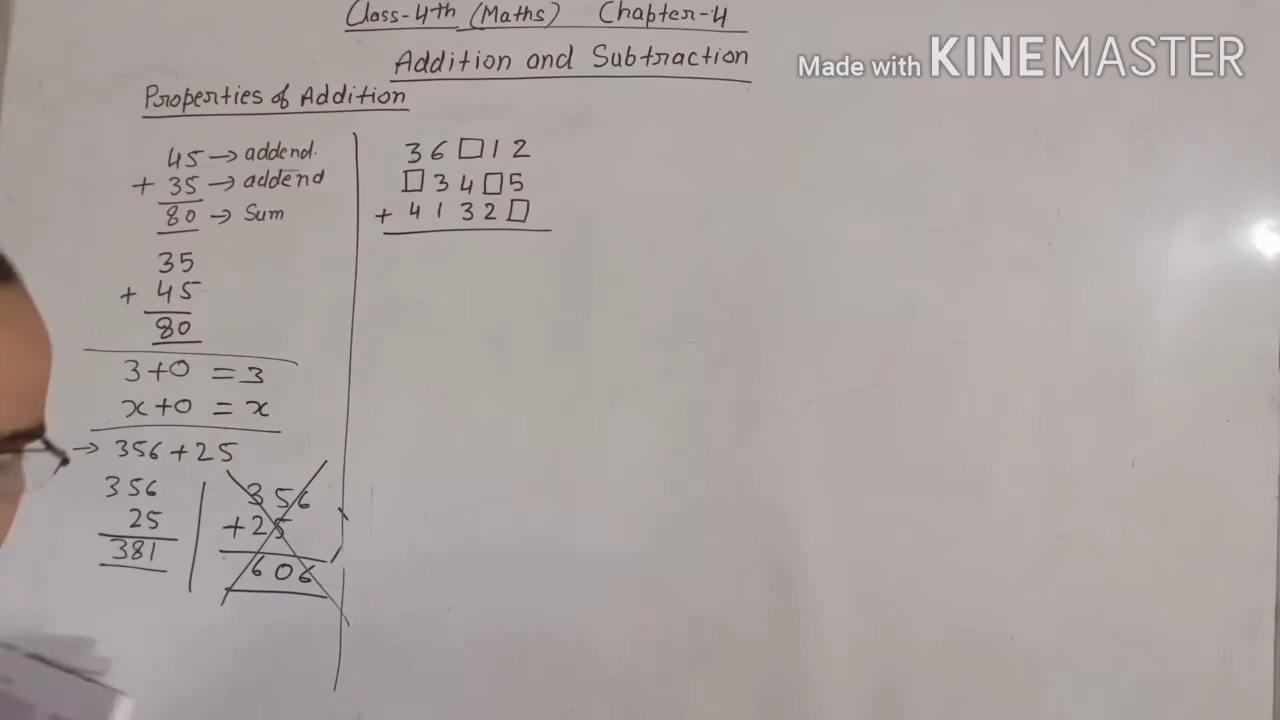 Class-4th (Maths) Chapter-4
Addition and Subtraction
Made with KINEMASTER
Properties of Addition
45 → addend.
+ 35 → addend
80 → Sum
35
+ 45
80
3+0 = 3
x+0 = x
→ 356+25
356
25
381
356
+25
606
36□12
□34□5
+ 4132□